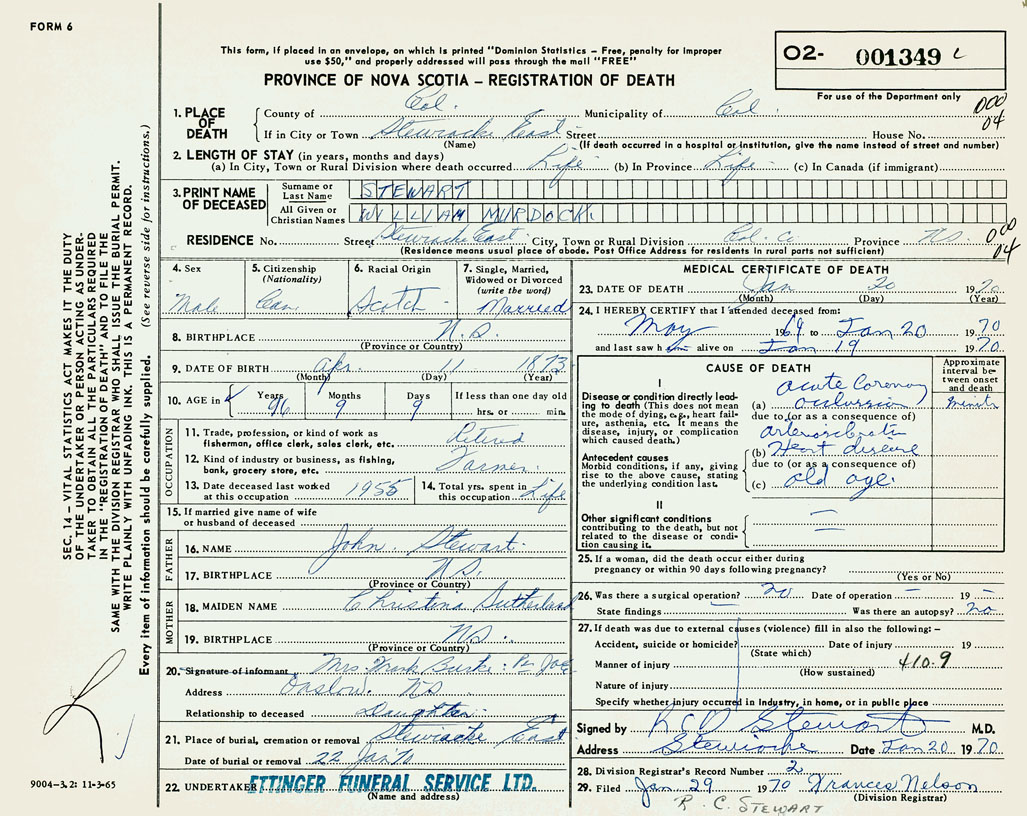 FORM 6
This form, if placed in an envelope, on which is printed "Dominion Statistics – Free, penalty for improper
use $50," and properly addressed will pass through the mail "FREE"
PROVINCE OF NOVA SCOTIA – REGISTRATION OF DEATH
02- 001349
For use of the Department only
000
04
1. PLACE OF DEATH
County of Col. Municipality of Col
If in City or Town Stewiacke East Street House No.
(Name) (If death occurred in a hospital or institution, give the name instead of street and number)
2. LENGTH OF STAY (in years, months and days)
(a) In City, Town or Rural Division where death occurred Life (b) In Province Life (c) In Canada (if immigrant)
3. PRINT NAME OF DECEASED
Surname or Last Name STEWART
All Given or Christian Names WILLIAM MURDOCK.
RESIDENCE No. Street Stewiacke East City, Town or Rural Division Col. Co. Province N.S. 000
04
(Residence means usual place of abode. Post Office Address for residents in rural parts not sufficient)
4. Sex Male
5. Citizenship (Nationality) Can
6. Racial Origin Scotch
7. Single, Married, Widowed or Divorced (write the word) Married
8. BIRTHPLACE N.S.
(Province or Country)
9. DATE OF BIRTH Apr. 11 1873
(Month) (Day) (Year)
10. AGE in Years 96 Months 9 Days 9 If less than one day old
hrs. or min.
OCCUPATION
11. Trade, profession, or kind of work as
fisherman, office clerk, sales clerk, etc. Retired
12. Kind of industry or business, as fishing,
bank, grocery store, etc. Farmer
13. Date deceased last worked
at this occupation 1955
14. Total yrs. spent in
this occupation Life
15. If married give name of wife
or husband of deceased
FATHER
16. NAME John Stewart
17. BIRTHPLACE N.S.
(Province or Country)
MOTHER
18. MAIDEN NAME Christina Sutherland
19. BIRTHPLACE N.S.
(Province or Country)
20. Signature of informant Mrs. Frank Burke Per Joe
Address Onslow N.S
Relationship to deceased Daughter
21. Place of burial, cremation or removal Stewiacke East
Date of burial or removal 22 Jan 70
22. UNDERTAKER ETTINGER FUNERAL SERVICE LTD.
(Name and address)
MEDICAL CERTIFICATE OF DEATH
23. DATE OF DEATH Jan 20 1970
(Month) (Day) (Year)
24. I HEREBY CERTIFY that I attended deceased from:
May 1969 to Jan 20 1970
and last saw h im alive on Jan 19 1970
CAUSE OF DEATH
Approximate interval between onset and death
I
Disease or condition directly leading to death (This does not mean the mode of dying, e.g., heart failure, asthenia, etc. It means the disease, injury, or complication which caused death.)
(a) acute Coronary occlusion
due to (or as a consequence of)
Antecedent causes
Morbid conditions, if any, giving rise to the above cause, stating the underlying condition last.
(b) Heart disease
due to (or as a consequence of)
(c) old age
II
Other significant conditions
contributing to the death, but not related to the disease or condition causing it.
25. If a woman, did the death occur either during
pregnancy or within 90 days following pregnancy?
(Yes or No)
26. Was there a surgical operation? no Date of operation – 19 –
State findings – Was there an autopsy? no
27. If death was due to external causes (violence) fill in also the following: –
Accident, suicide or homicide? Date of injury 19
(State which)
Manner of injury 410.9
(How sustained)
Nature of injury
Specify whether injury occurred in industry, in home, or in public place
Signed by R C Stewart M.D.
Address Stewiacke Date Jan 20 1970
28. Division Registrar's Record Number 2
29. Filed Jan 29 1970 Frances Nelson
(Division Registrar)
R. C. STEWART
SEC. 14 – VITAL STATISTICS ACT MAKES IT THE DUTY
OF THE UNDERTAKER OR PERSON ACTING AS UNDER-
TAKER TO OBTAIN ALL THE PARTICULARS REQUIRED
IN THE "REGISTRATION OF DEATH" AND TO FILE THE
SAME WITH THE DIVISION REGISTRAR WHO SHALL ISSUE THE BURIAL PERMIT.
WRITE PLAINLY WITH UNFADING INK. THIS IS A PERMANENT RECORD.
Every item of information should be carefully supplied. (See reverse side for instructions.)
9004-3.2: 11-3-65